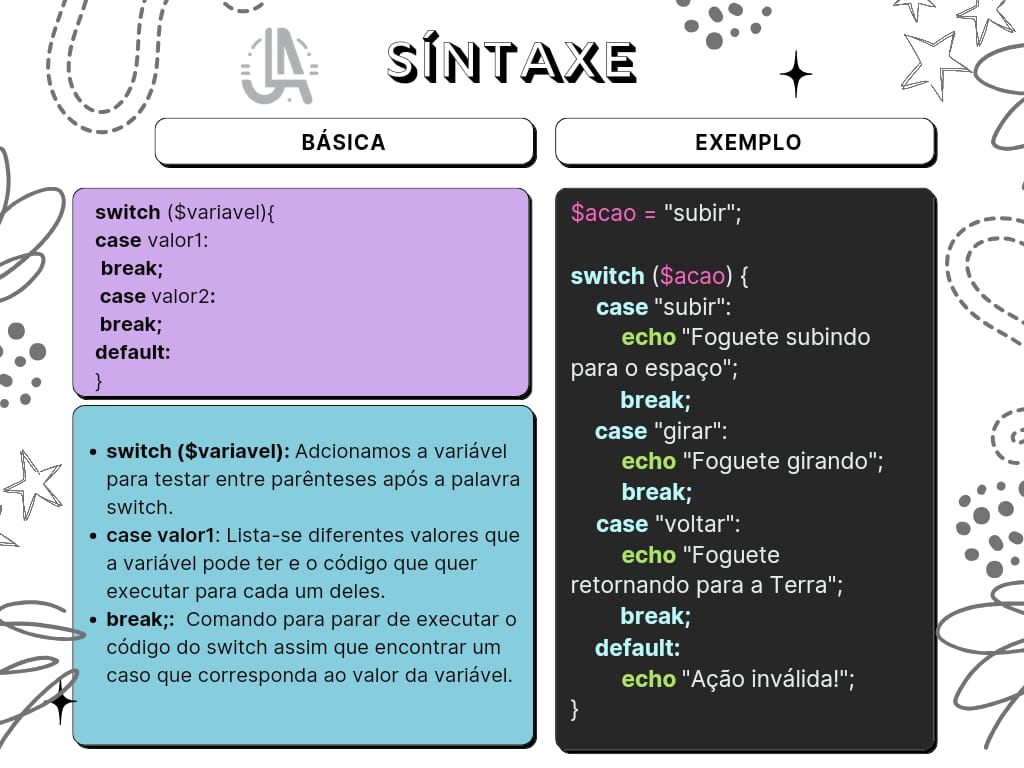 SÍNTAXE
BÁSICA
switch ($variavel){
case valor1:
break;
case valor2:
break;
default:
}
• switch ($variavel): Adcionamos a variável
para testar entre parênteses após a palavra
switch.
• case valor1: Lista-se diferentes valores que
a variável pode ter e o código que quer
executar para cada um deles.
• break;: Comando para parar de executar o
código do switch assim que encontrar um
caso que corresponda ao valor da variável.
EXEMPLO
$acao = "subir";
switch ($acao) {
case "subir":
echo "Foguete subindo
para o espaço";
break;
case "girar":
echo "Foguete girando";
break;
case "voltar":
echo "Foguete
retornando para a Terra";
break;
default:
echo "Ação inválida!";
}